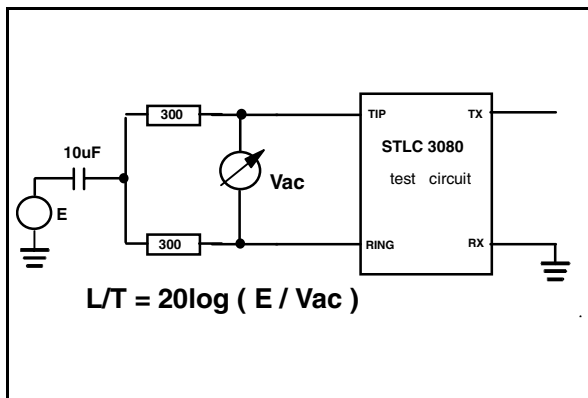 300
TIP
TX
10uF
STLC 3080
test circuit
Vac
E
300
RING
RX
L/T = 20log ( E / Vac )